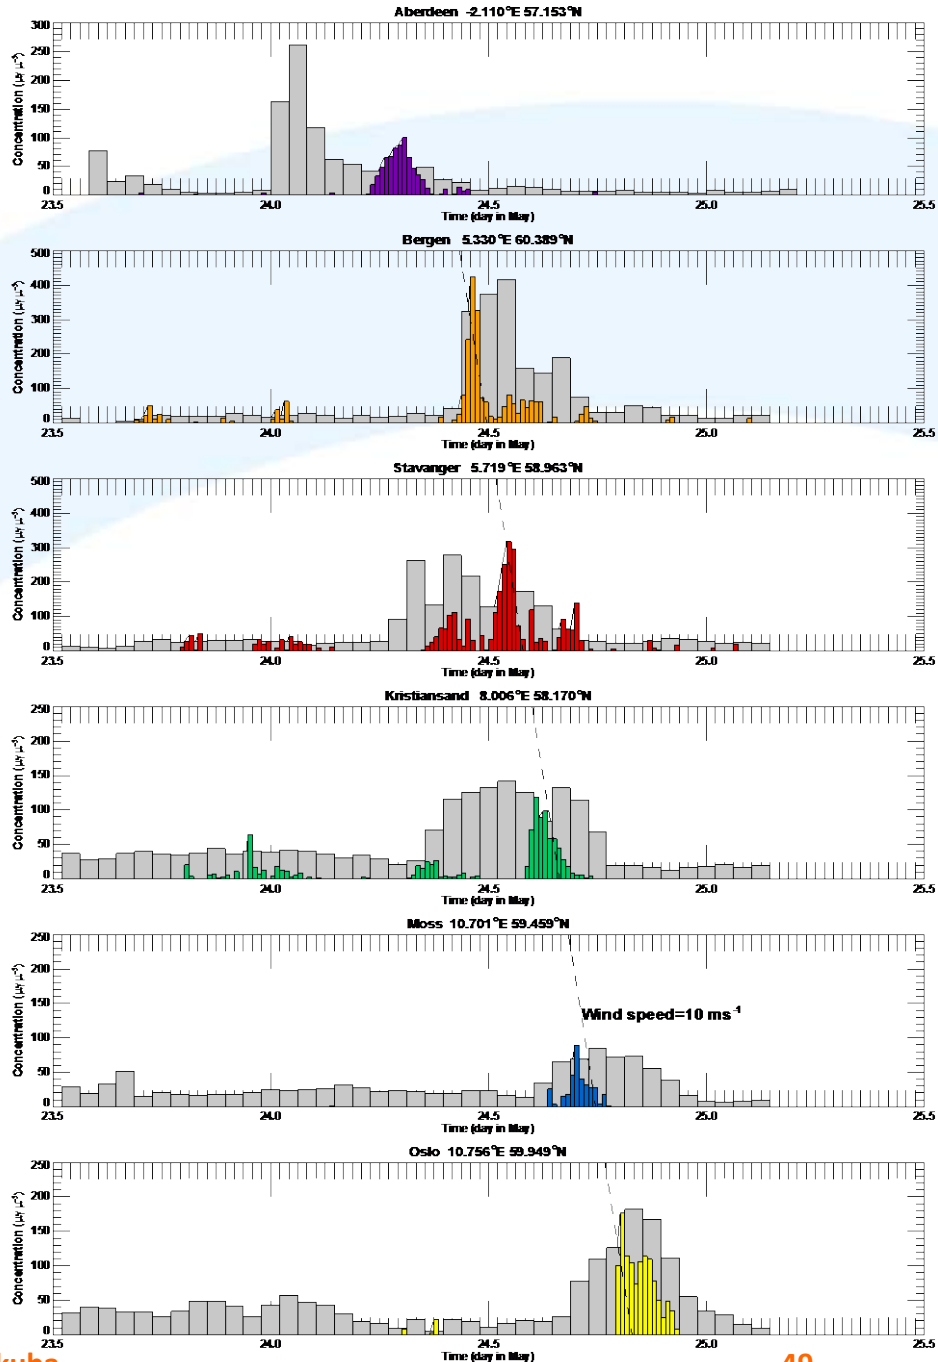 Aberdeen -2.110°E 57.153°N
300
250
200
150
100
50
0
Concentration (μγ μ⁻³)
23.5 24.0 24.5 25.0 25.5
Time (day in May)
Bergen 5.330°E 60.389°N
500
400
300
200
100
0
Concentration (μγ μ⁻³)
23.5 24.0 24.5 25.0 25.5
Time (day in May)
Stavanger 5.719°E 58.963°N
500
400
300
200
100
0
Concentration (μγ μ⁻³)
23.5 24.0 24.5 25.0 25.5
Time (day in May)
Kristiansand 8.006°E 58.170°N
250
200
150
100
50
0
Concentration (μγ μ⁻³)
23.5 24.0 24.5 25.0 25.5
Time (day in May)
Moss 10.701°E 59.459°N
250
200
150
100
50
0
Concentration (μγ μ⁻³)
Wind speed=10 ms⁻¹
23.5 24.0 24.5 25.0 25.5
Time (day in May)
Oslo 10.756°E 59.949°N
250
200
150
100
50
0
Concentration (μγ μ⁻³)
23.5 24.0 24.5 25.0 25.5
Time (day in May)